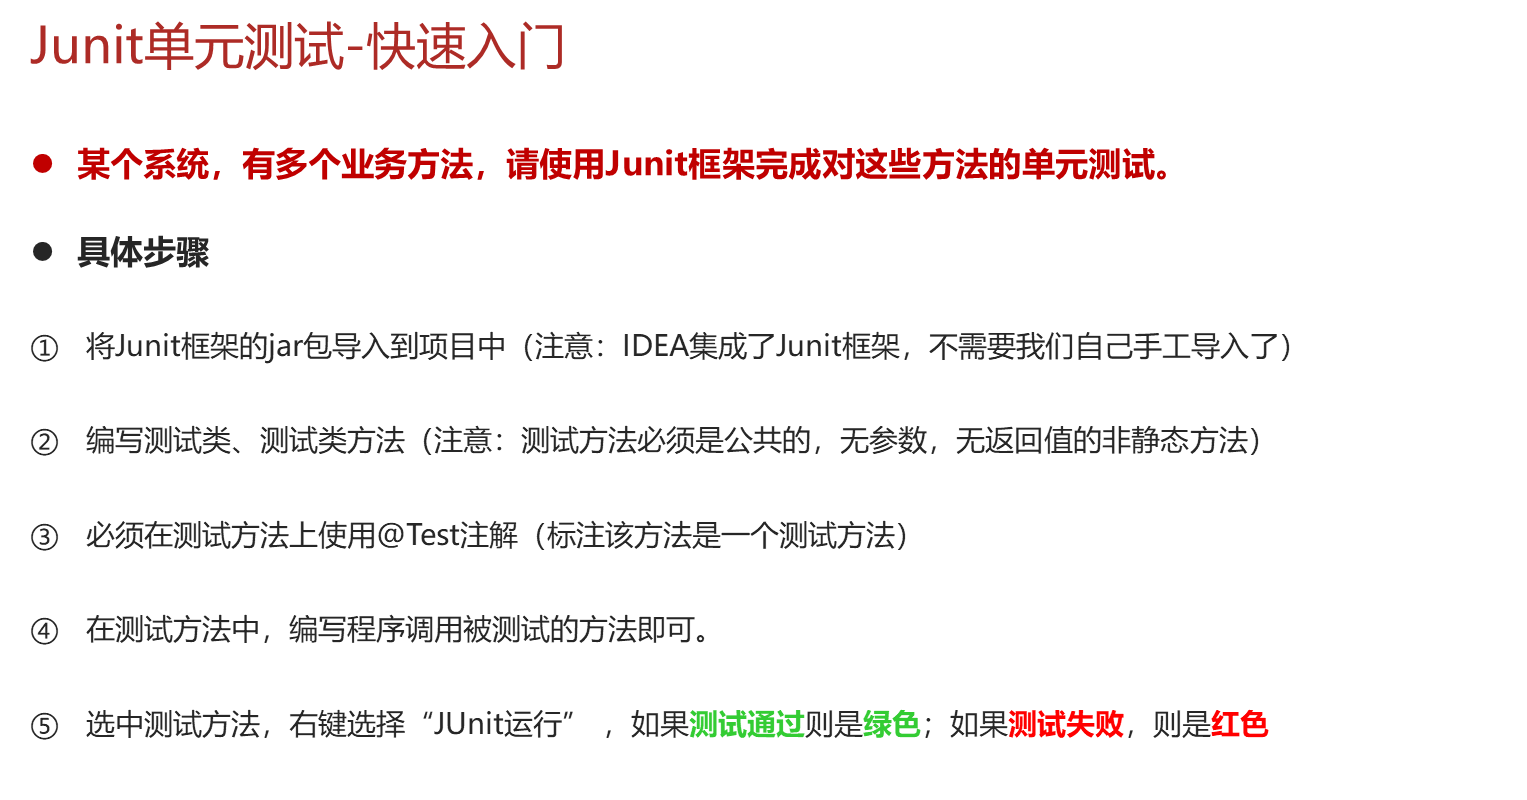 Junit单元测试-快速入门
● 某个系统，有多个业务方法，请使用Junit框架完成对这些方法的单元测试。
● 具体步骤
① 将Junit框架的jar包导入到项目中（注意：IDEA集成了Junit框架，不需要我们自己手工导入了）
② 编写测试类、测试类方法（注意：测试方法必须是公共的，无参数，无返回值的非静态方法）
③ 必须在测试方法上使用@Test注解（标注该方法是一个测试方法）
④ 在测试方法中，编写程序调用被测试的方法即可。
⑤ 选中测试方法，右键选择“JUnit运行” ，如果测试通过则是绿色；如果测试失败，则是红色